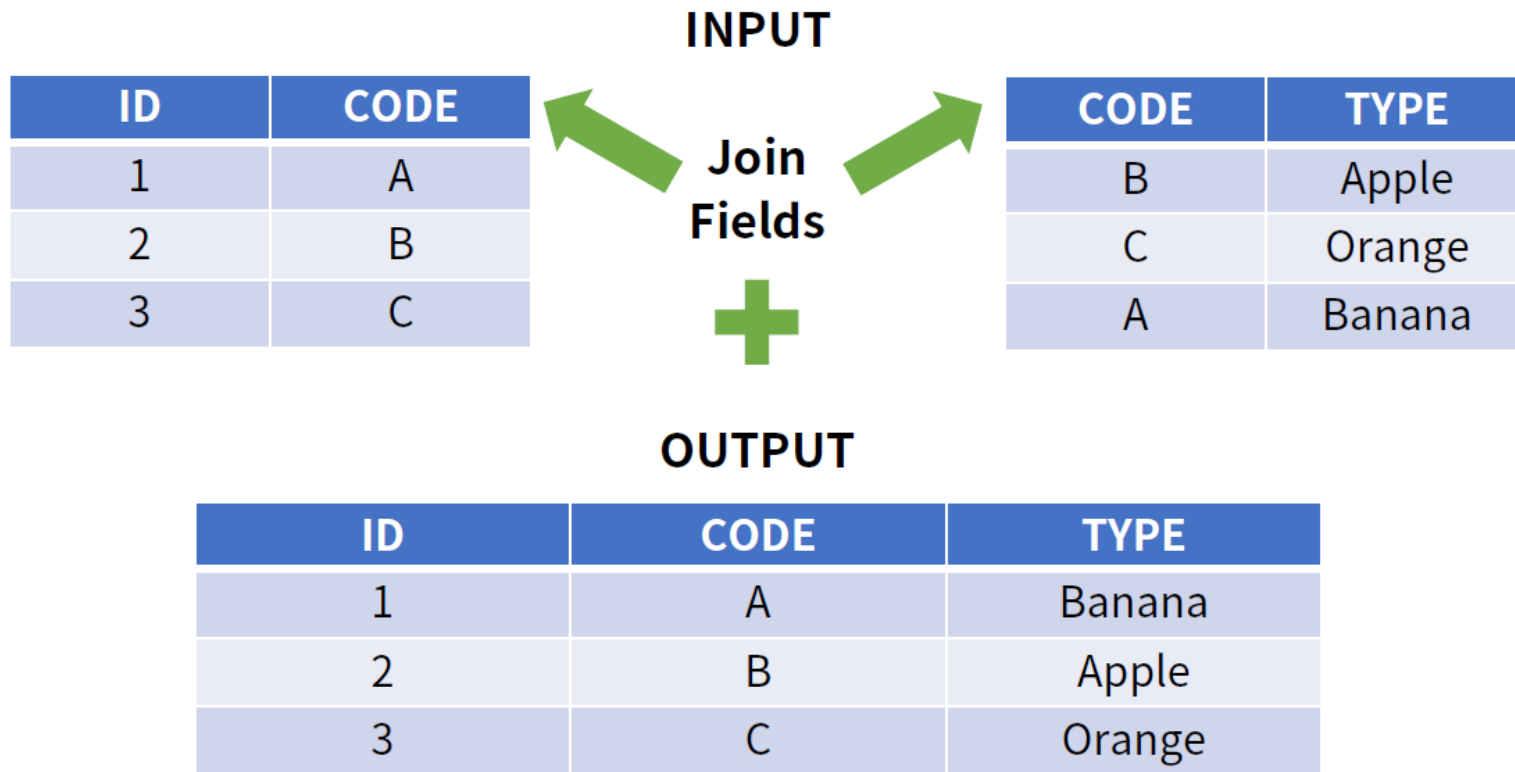 INPUT
ID CODE
1 A
2 B
3 C
Join
Fields
CODE TYPE
B Apple
C Orange
A Banana
OUTPUT
ID CODE TYPE
1 A Banana
2 B Apple
3 C Orange